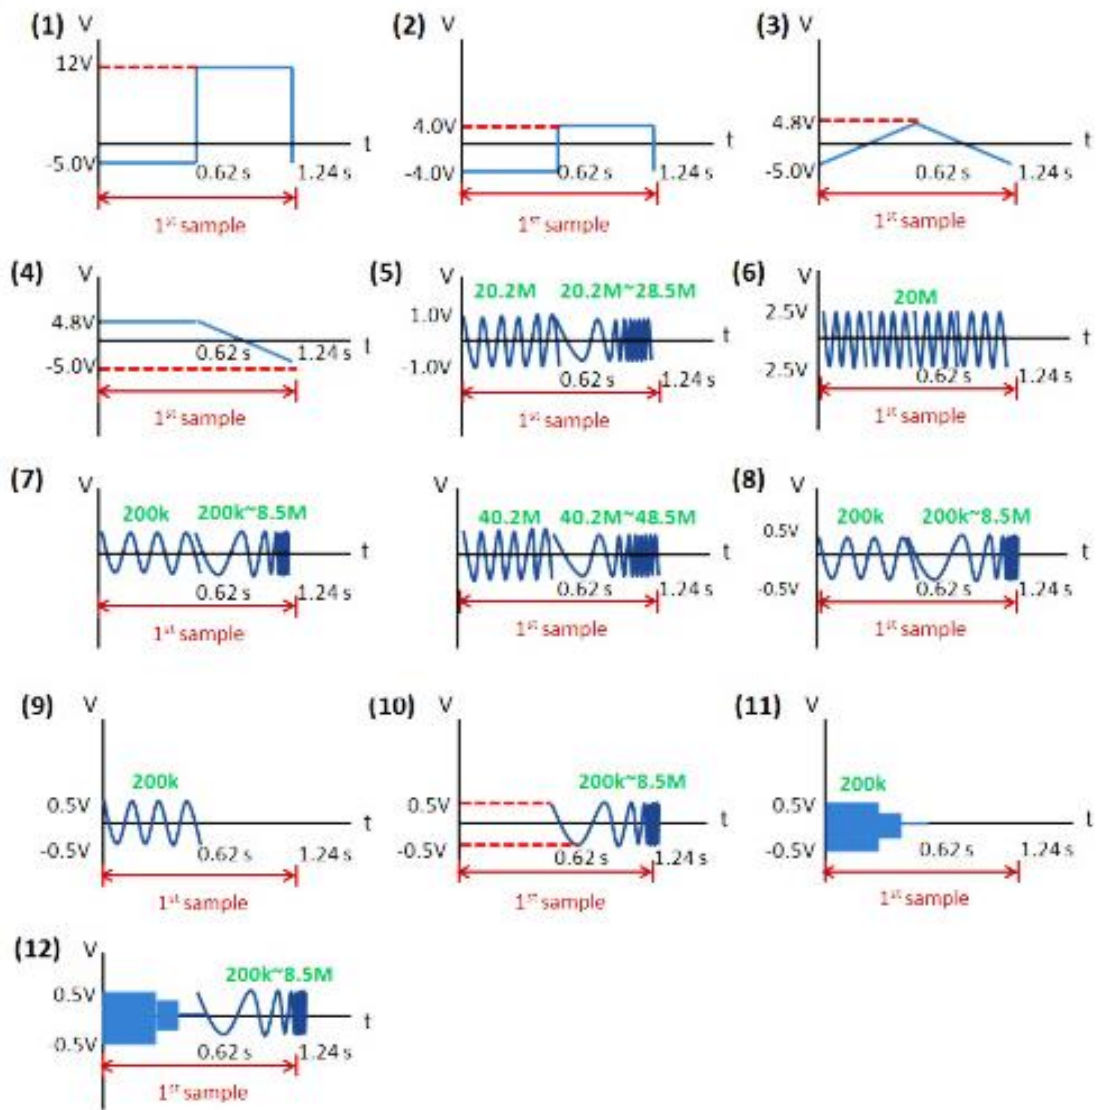 (1) V
12V
t
-5.0V
0.62 s 1.24 s
1st sample
(2) V
4.0V
t
-4.0V
0.62 s 1.24 s
1st sample
(3) V
4.8V
t
-5.0V
0.62 s 1.24 s
1st sample
(4) V
4.8V
t
0.62 s 1.24 s
-5.0V
1st sample
(5) V
20.2M 20.2M~28.5M
1.0V
t
-1.0V
0.62 s 1.24 s
1st sample
(6) V
20M
2.5V
t
2.5V
0.62 s 1.24 s
1st sample
(7) V
200k 200k~8.5M
t
0.62 s 1.24 s
1st sample
V
40.2M 40.2M~48.5M
t
0.62 s 1.24 s
1st sample
(8) V
200k 200k~8.5M
0.5V
t
-0.5V
0.62 s 1.24 s
1st sample
(9) V
200k
0.5V
t
-0.5V
0.62 s 1.24 s
1st sample
(10) V
200k~8.5M
0.5V
t
-0.5V
0.62 s 1.24 s
1st sample
(11) V
200k
0.5V
t
-0.5V
0.62 s 1.24 s
1st sample
(12) V
200k~8.5M
0.5V
t
0.5V
0.62 s 1.24 s
1st sample